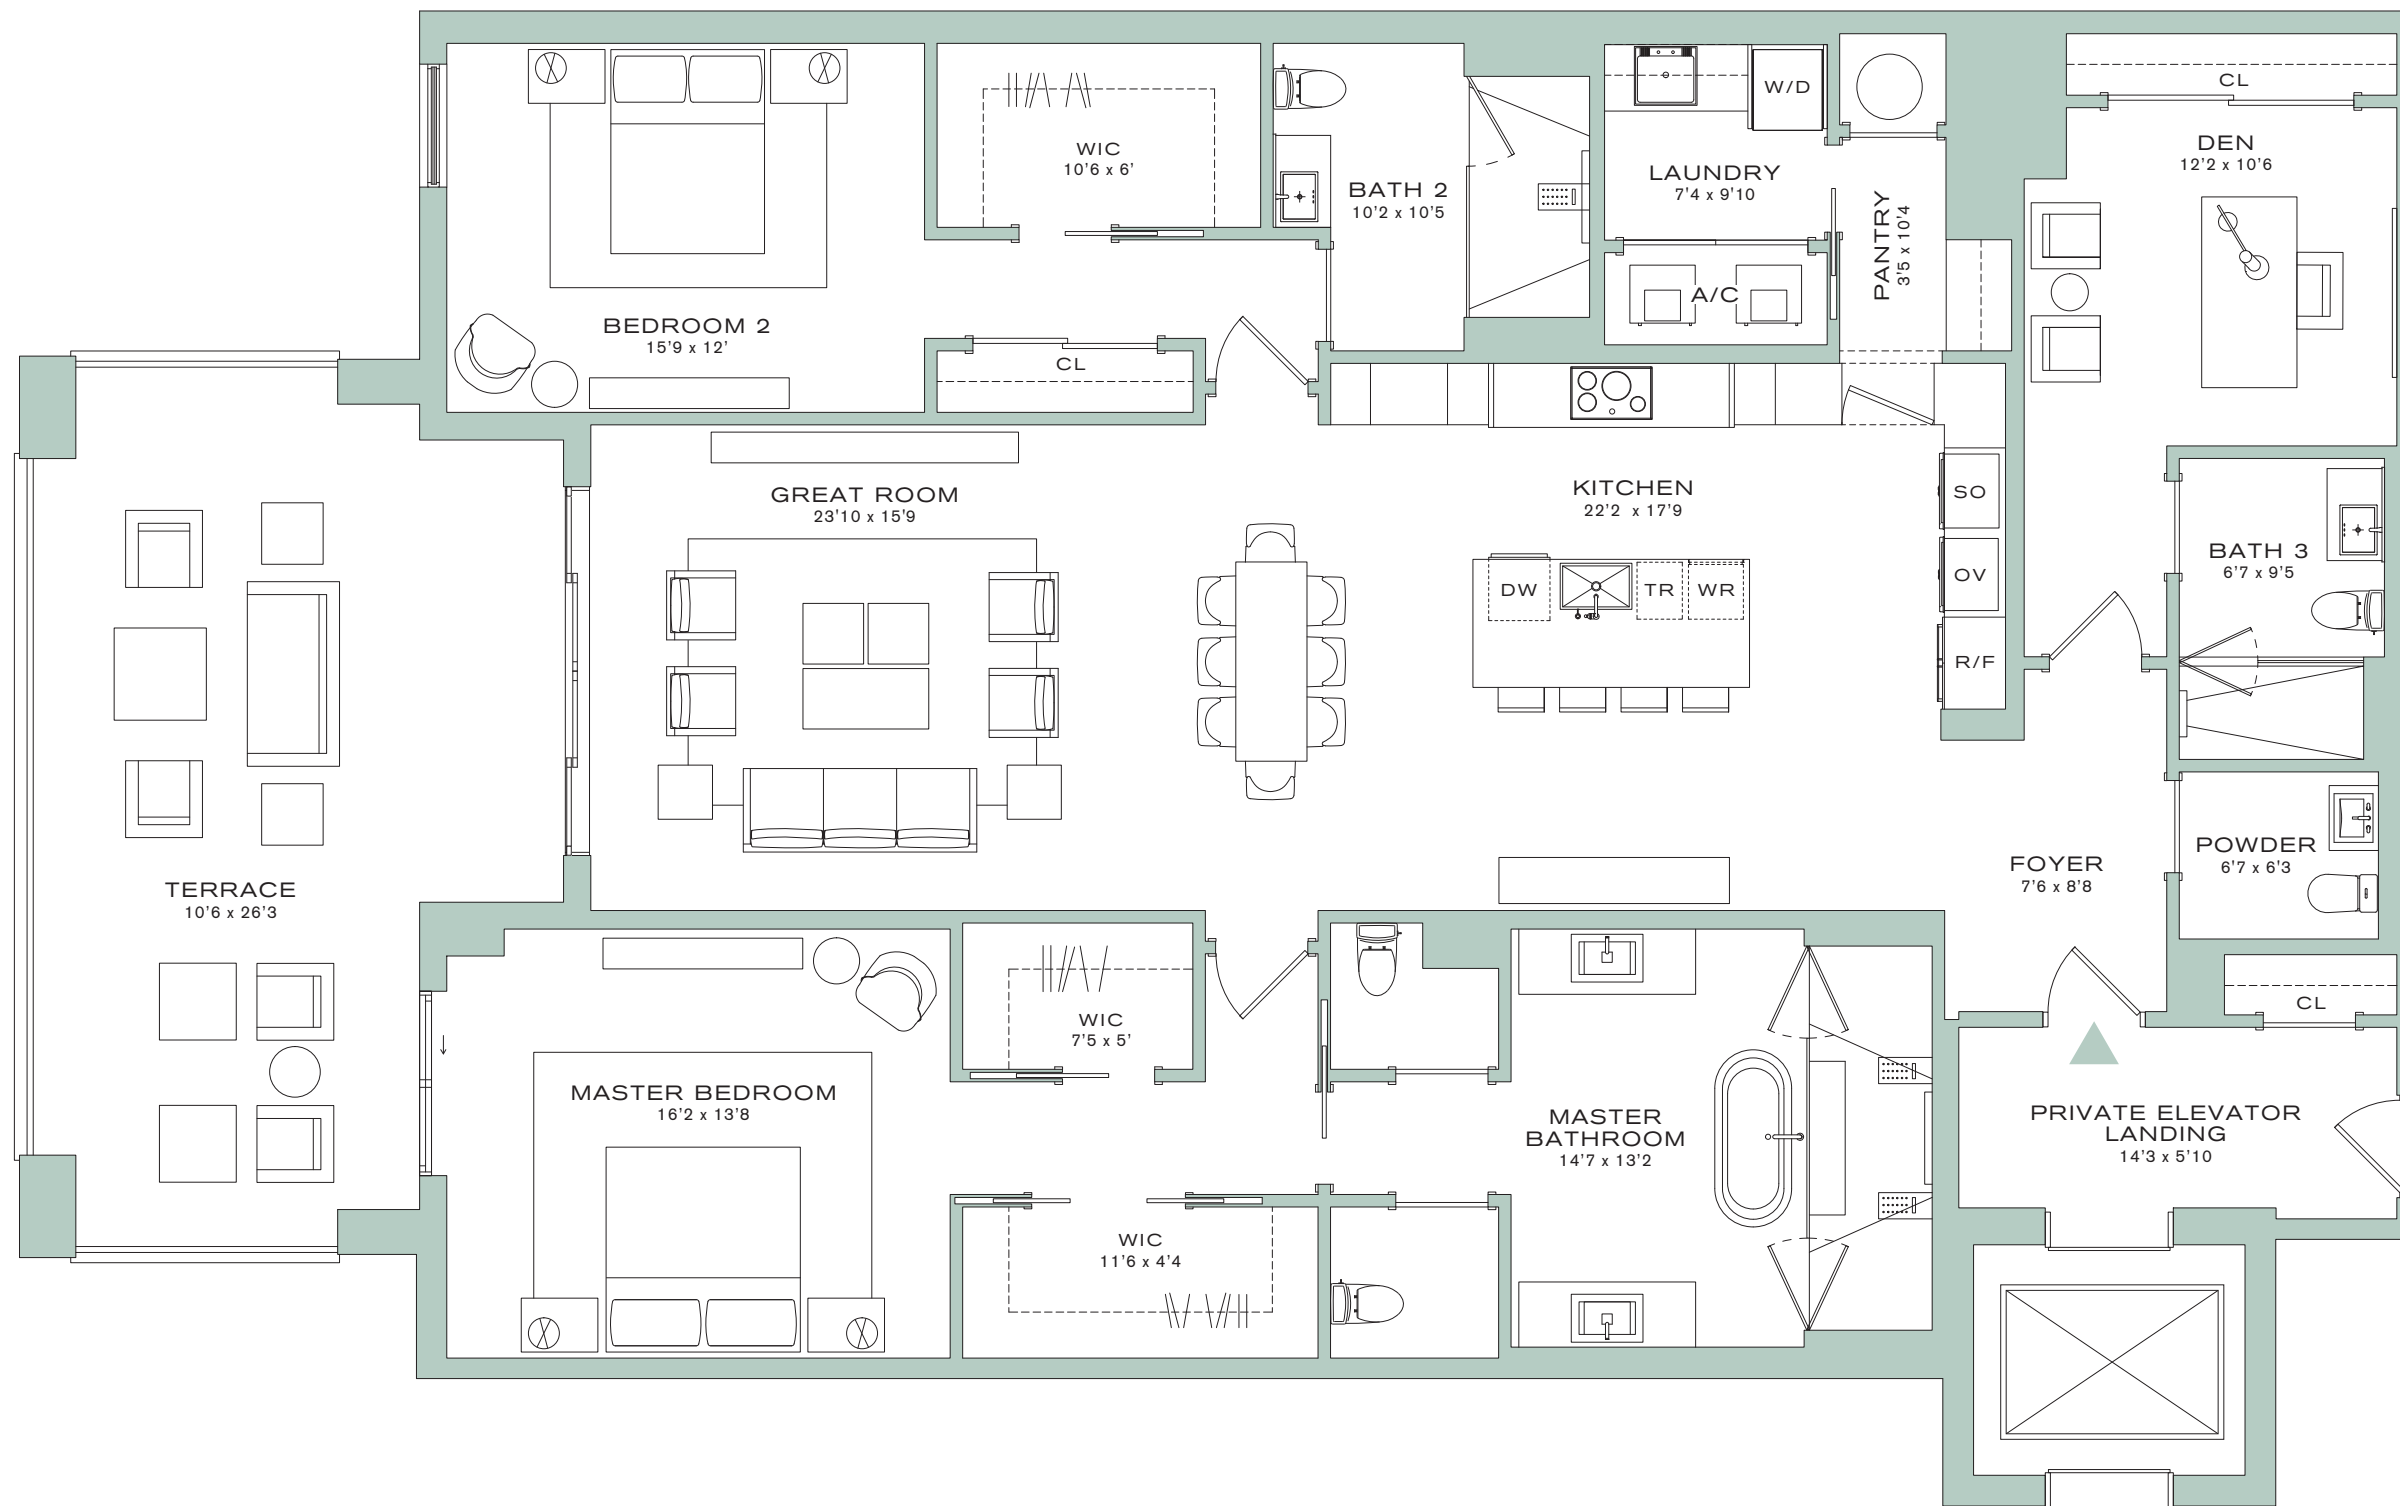 CL
W/D
DEN
12'2 x 10'6
WIC
10'6 x 6'
LAUNDRY
7'4 x 9'10
BATH 2
10'2 x 10'5
PANTRY
3'5 x 10'4
A/C
BEDROOM 2
15'9 x 12'
CL
GREAT ROOM
23'10 x 15'9
KITCHEN
22'2 x 17'9
SO
BATH 3
6'7 x 9'5
OV
DW
TR
WR
R/F
POWDER
6'7 x 6'3
FOYER
7'6 x 8'8
TERRACE
10'6 x 26'3
CL
WIC
7'5 x 5'
MASTER BEDROOM
16'2 x 13'8
MASTER
BATHROOM
14'7 x 13'2
PRIVATE ELEVATOR
LANDING
14'3 x 5'10
WIC
11'6 x 4'4